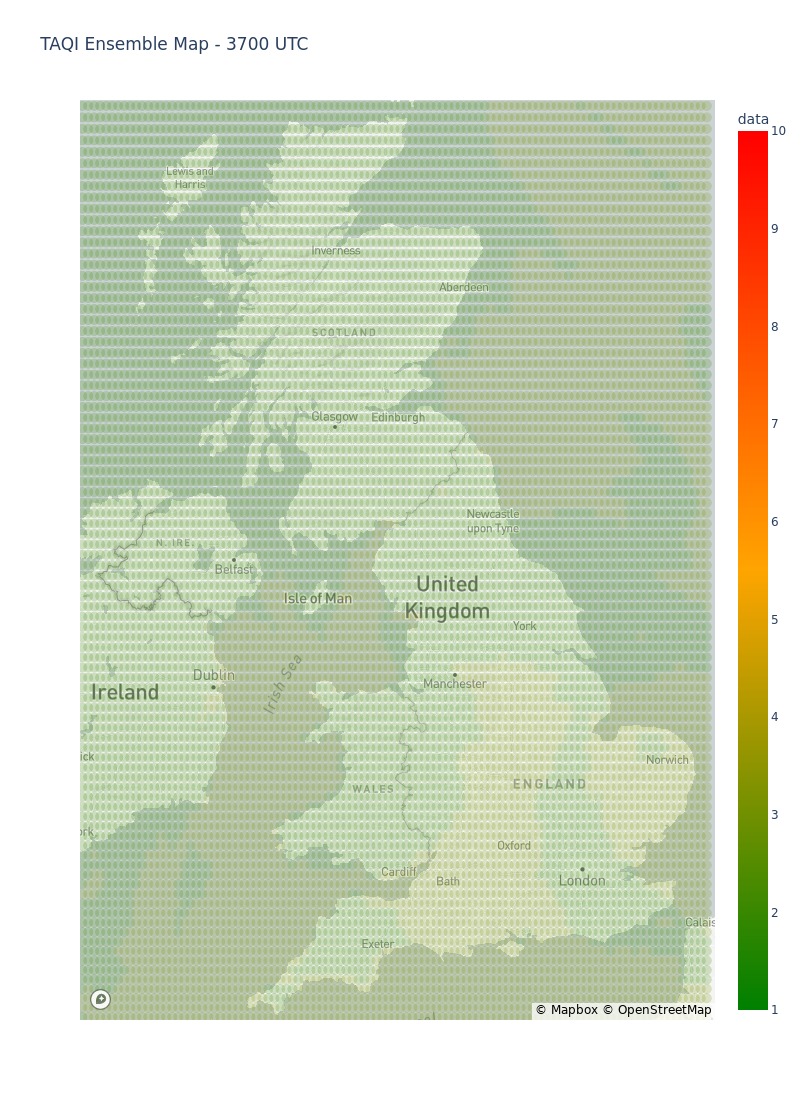 TAQI Ensemble Map - 3700 UTC
data
10
9
8
7
6
5
4
3
2
1
Lewis and
Harris
Inverness
Aberdeen
SCOTLAND
Glasgow
Edinburgh
Newcastle
upon Tyne
N. IRE.
Belfast
Isle of Man
United
Kingdom
York
Dublin
Irish Sea
Manchester
Ireland
ick
Norwich
WALES
ENGLAND
ork
Oxford
Cardiff
Bath
London
Calais
Exeter
© Mapbox © OpenStreetMap